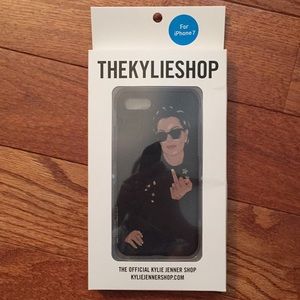 For
iPhone 7
THEKYLIESHOP
THE OFFICIAL KYLIE JENNER SHOP
KYLIEJENNERSHOP.COM